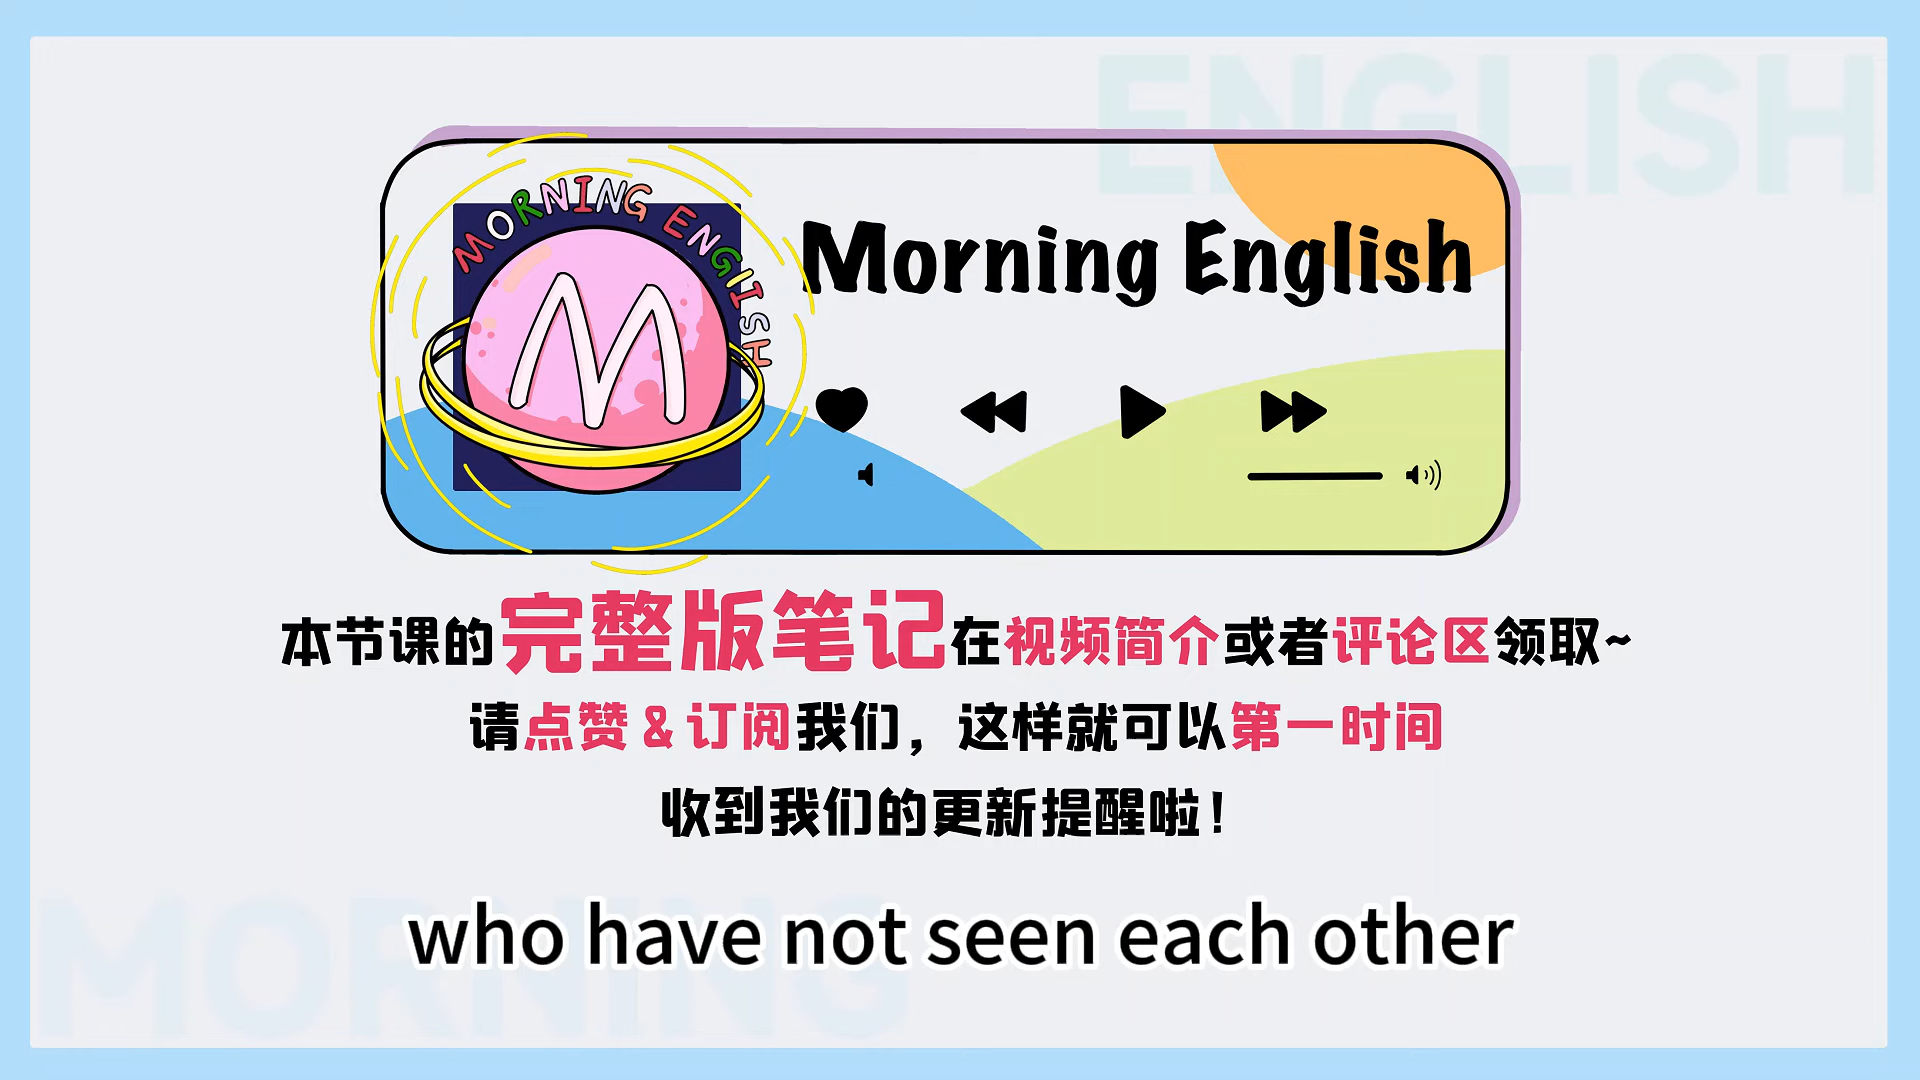 ENGLISH
MORNING ENGLISH
M
Morning English
本节课的完整版笔记在视频简介或者评论区领取~
请点赞&订阅我们，这样就可以第一时间
收到我们的更新提醒啦！
MORNING
who have not seen each other